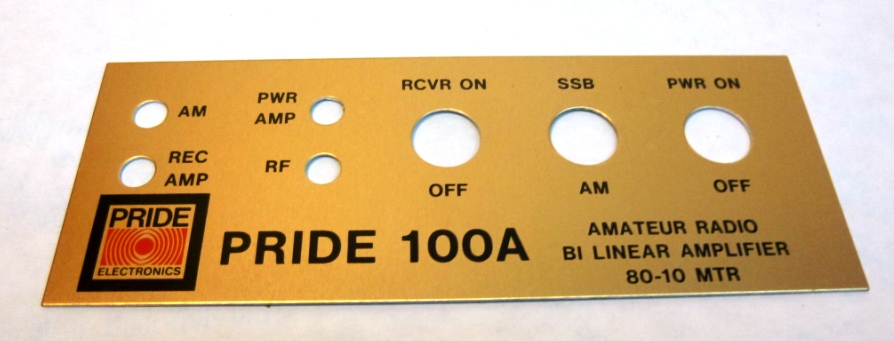 RCVR ON
SSB
PWR ON
AM
PWR
AMP
REC
AMP
RF
OFF
AM
OFF
PRIDE
ELECTRONICS
PRIDE 100A
AMATEUR RADIO
BI LINEAR AMPLIFIER
80-10 MTR